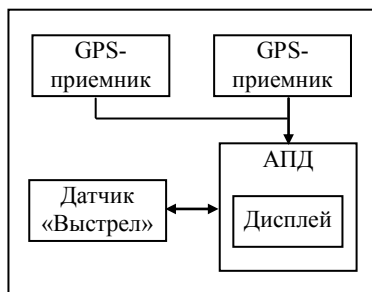 GPS-
приемник
GPS-
приемник
АПД
Датчик
«Выстрел»
Дисплей